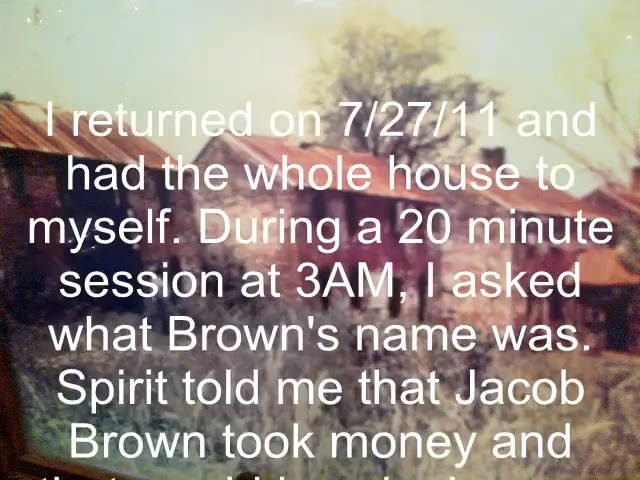 I returned on 7/27/11 and
had the whole house to
myself. During a 20 minute
session at 3AM, I asked
what Brown's name was.
Spirit told me that Jacob
Brown took money and